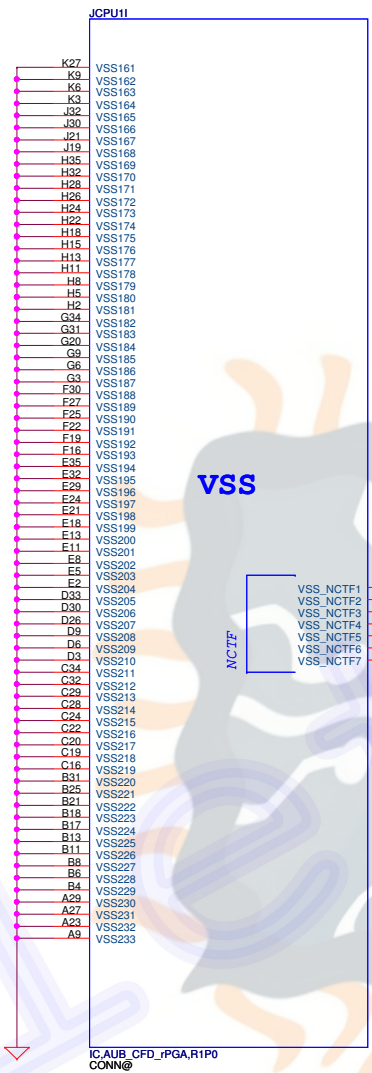 JCPU1I
K27 VSS161
K9 VSS162
K6 VSS163
K3 VSS164
J32 VSS165
J30 VSS166
J21 VSS167
J19 VSS168
H35 VSS169
H32 VSS170
H28 VSS171
H26 VSS172
H24 VSS173
H22 VSS174
H18 VSS175
H15 VSS176
H13 VSS177
H11 VSS178
H8 VSS179
H5 VSS180
H2 VSS181
G34 VSS182
G31 VSS183
G20 VSS184
G9 VSS185
G6 VSS186
G3 VSS187
F30 VSS188
F27 VSS189
F25 VSS190
F22 VSS191
F19 VSS192
F16 VSS193
E35 VSS194
E32 VSS195
E29 VSS196
E24 VSS197
E21 VSS198
E18 VSS199
E13 VSS200
E11 VSS201
E8 VSS202
E5 VSS203
E2 VSS204
D33 VSS205
D30 VSS206
D26 VSS207
D9 VSS208
D6 VSS209
D3 VSS210
C34 VSS211
C32 VSS212
C29 VSS213
C28 VSS214
C24 VSS215
C22 VSS216
C20 VSS217
C19 VSS218
C16 VSS219
B31 VSS220
B25 VSS221
B21 VSS222
B18 VSS223
B17 VSS224
B13 VSS225
B11 VSS226
B8 VSS227
B6 VSS228
B4 VSS229
A29 VSS230
A27 VSS231
A23 VSS232
A9 VSS233
VSS
NCTF
VSS_NCTF1
VSS_NCTF2
VSS_NCTF3
VSS_NCTF4
VSS_NCTF5
VSS_NCTF6
VSS_NCTF7
IC,AUB_CFD_rPGA,R1P0
CONN@